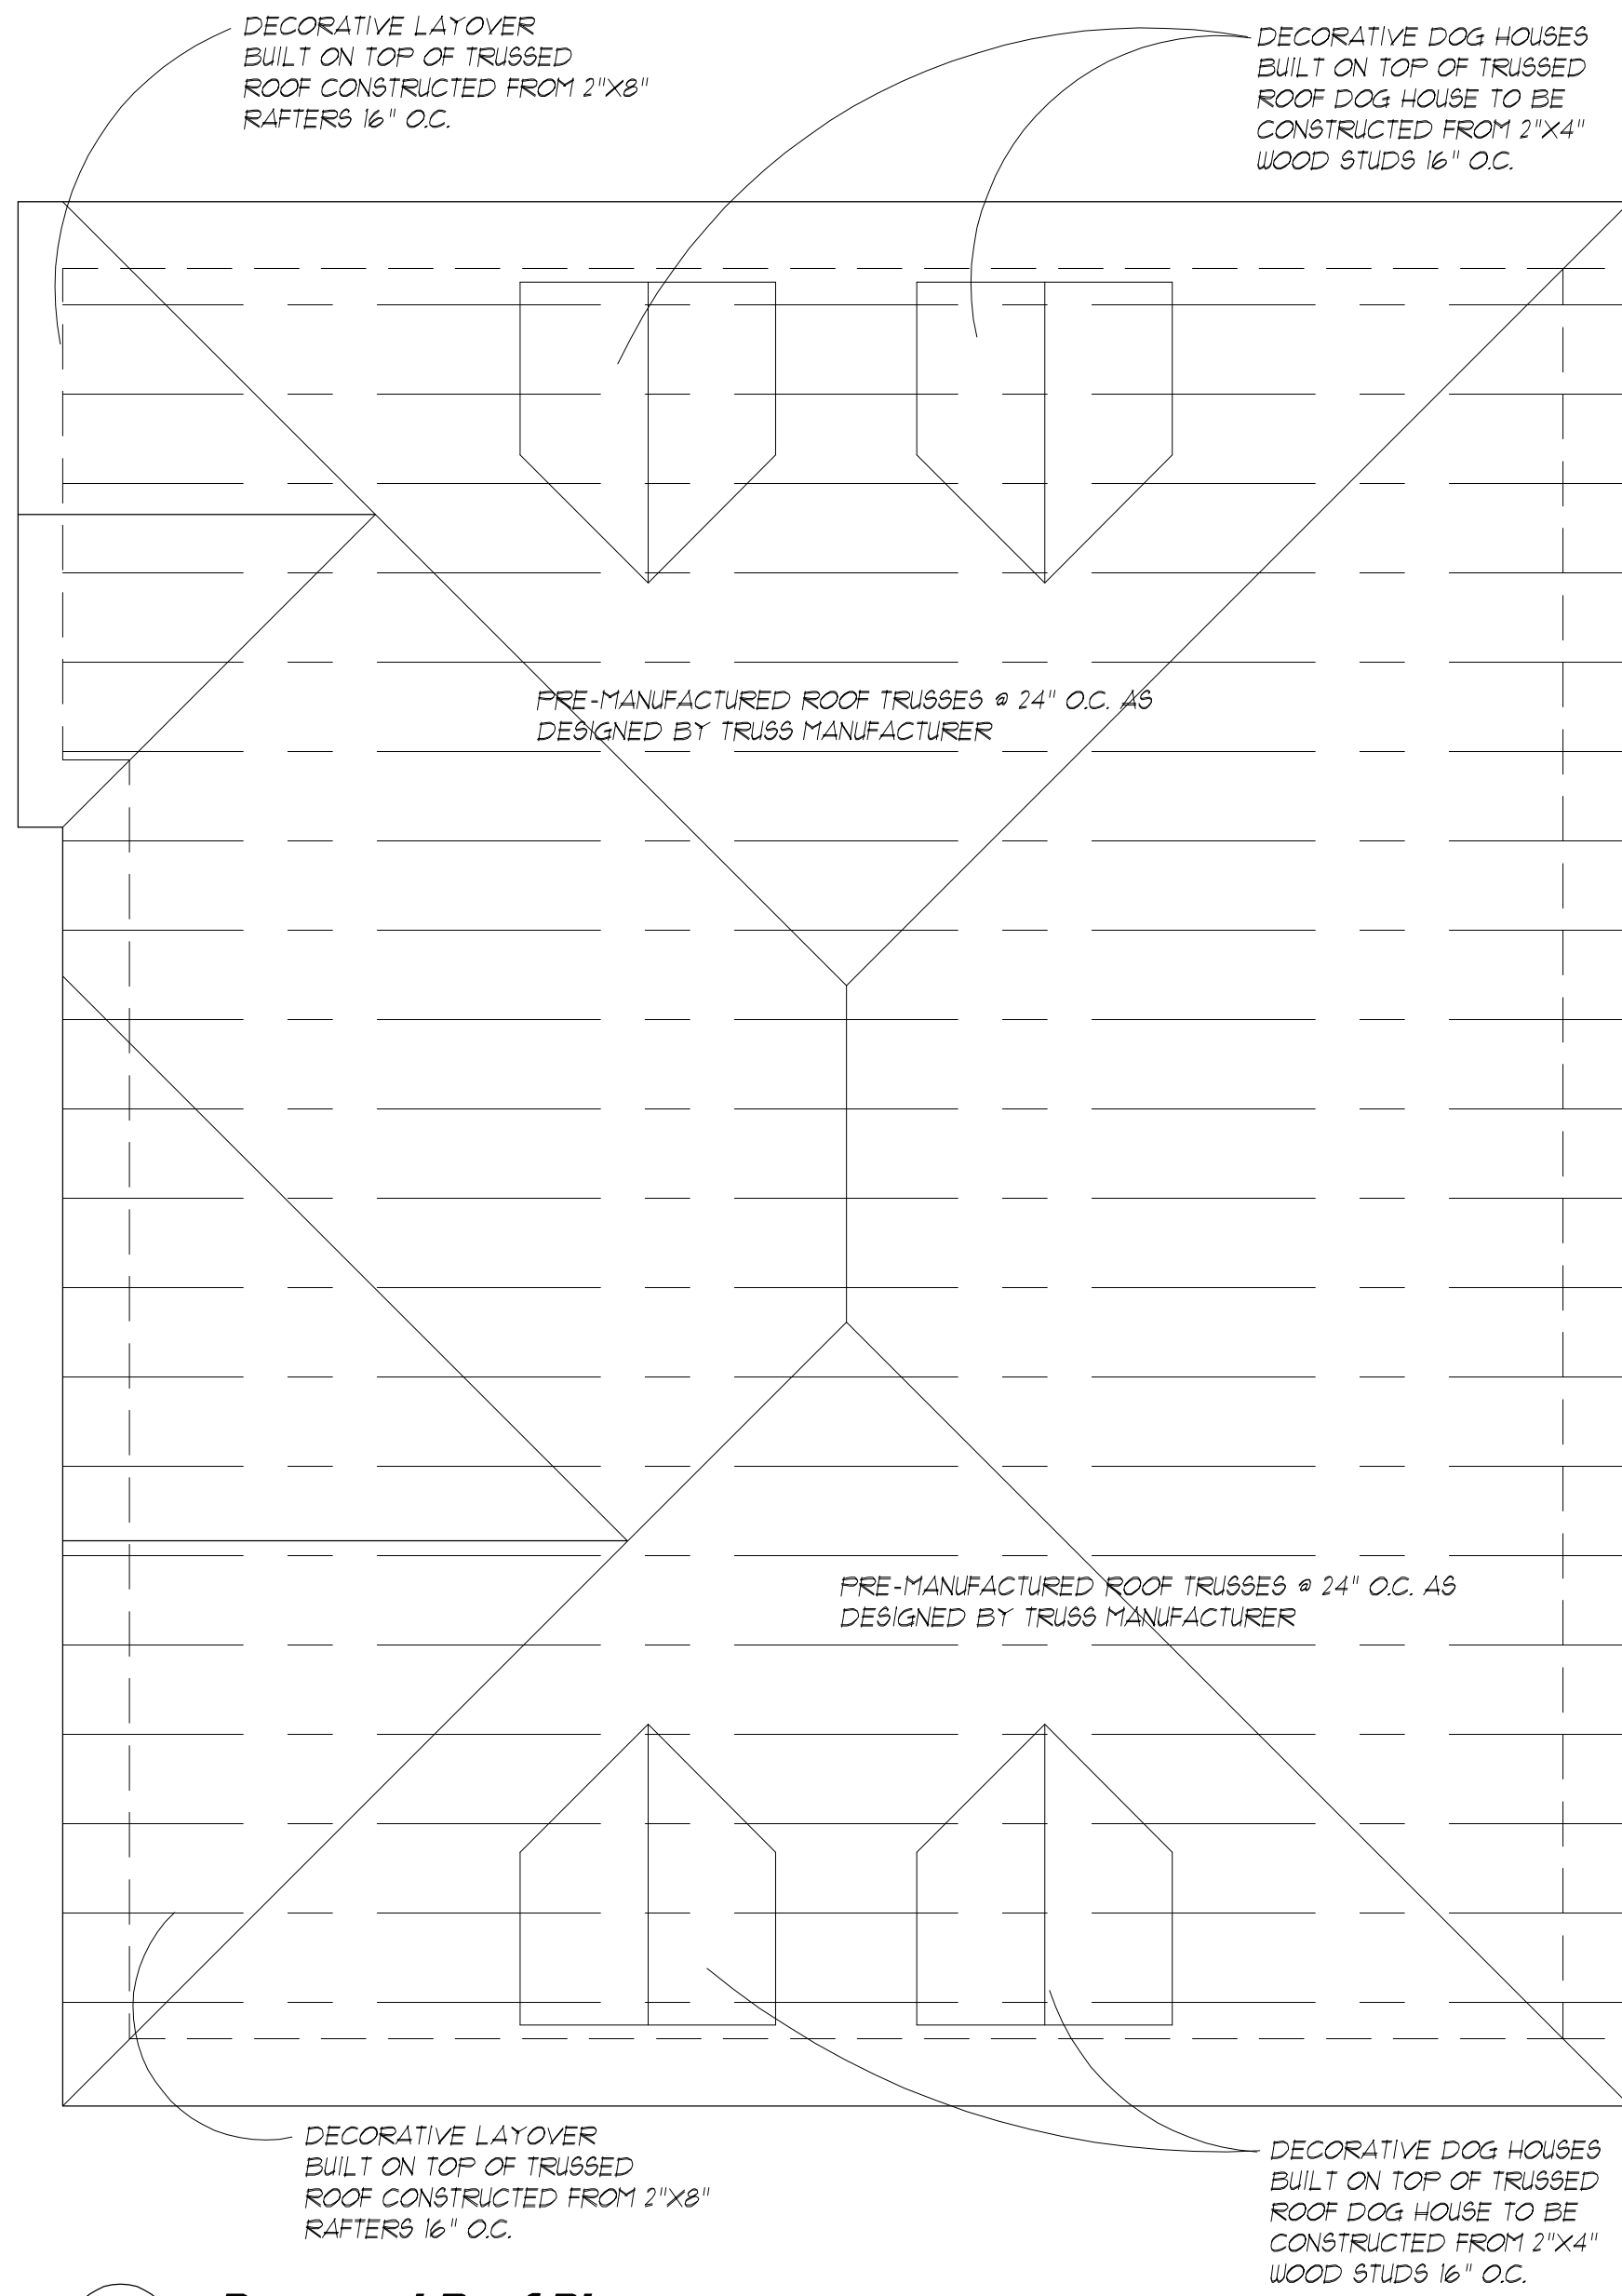 DECORATIVE LAYOVER
BUILT ON TOP OF TRUSSED
ROOF CONSTRUCTED FROM 2"X8"
RAFTERS 16" O.C.
DECORATIVE DOG HOUSES
BUILT ON TOP OF TRUSSED
ROOF DOG HOUSE TO BE
CONSTRUCTED FROM 2"X4"
WOOD STUDS 16" O.C.
PRE-MANUFACTURED ROOF TRUSSES @ 24" O.C. AS
DESIGNED BY TRUSS MANUFACTURER
PRE-MANUFACTURED ROOF TRUSSES @ 24" O.C. AS
DESIGNED BY TRUSS MANUFACTURER
DECORATIVE LAYOVER
BUILT ON TOP OF TRUSSED
ROOF CONSTRUCTED FROM 2"X8"
RAFTERS 16" O.C.
DECORATIVE DOG HOUSES
BUILT ON TOP OF TRUSSED
ROOF DOG HOUSE TO BE
CONSTRUCTED FROM 2"X4"
WOOD STUDS 16" O.C.